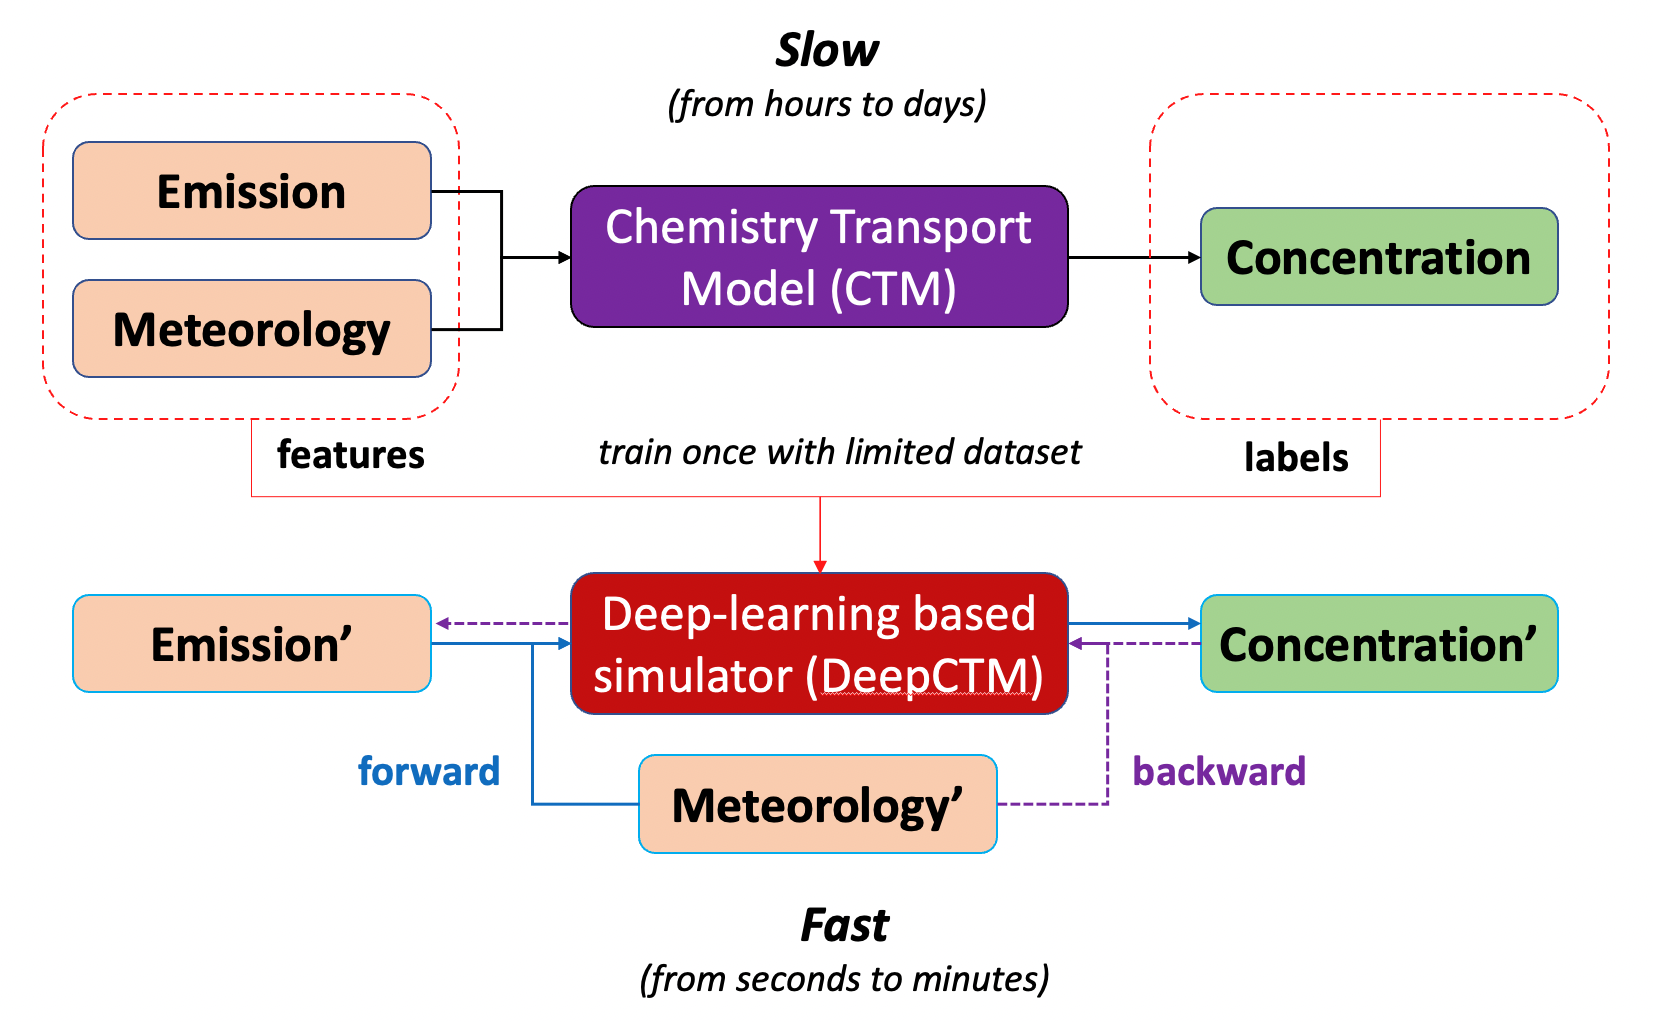 Slow
(from hours to days)
Emission
Meteorology
Chemistry Transport
Model (CTM)
Concentration
features
train once with limited dataset
labels
Emission’
Deep-learning based
simulator (DeepCTM)
Concentration’
forward
Meteorology’
backward
Fast
(from seconds to minutes)